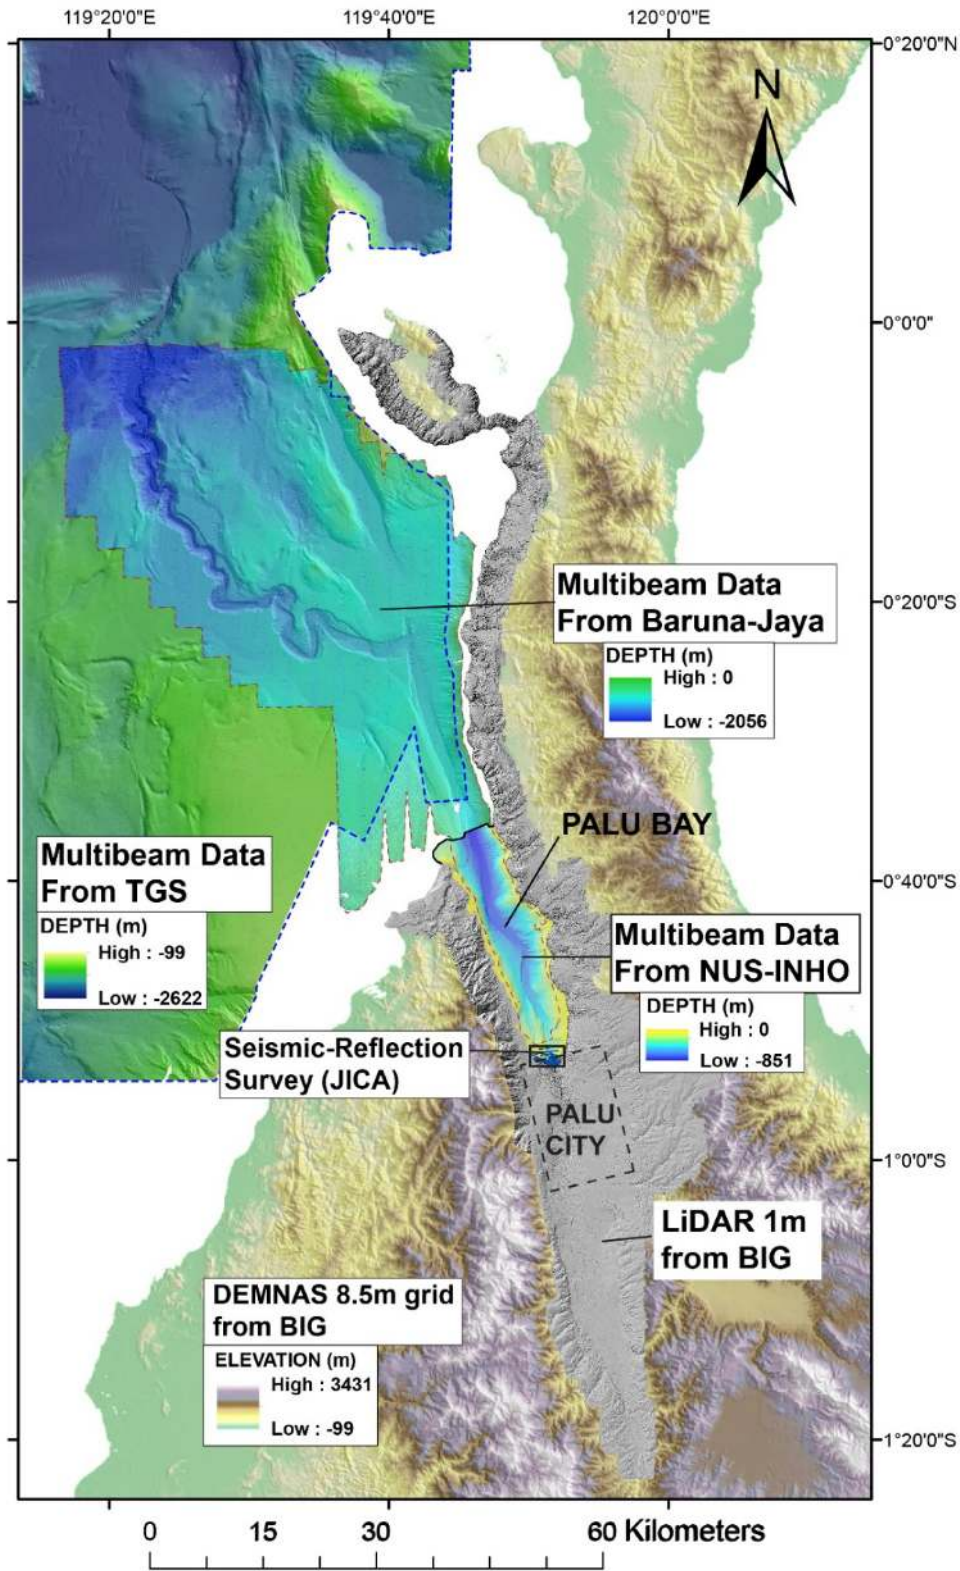 119°20'0"E
119°40'0"E
120°0'0"E
0°20'0"N
N
0°0'0"
Multibeam Data
From Baruna-Jaya
0°20'0"S
DEPTH (m)
High : 0
Low : -2056
PALU BAY
Multibeam Data
From TGS
DEPTH (m)
High : -99
Low : -2622
0°40'0"S
Multibeam Data
From NUS-INHO
DEPTH (m)
High : 0
Low : -851
Seismic-Reflection
Survey (JICA)
PALU
CITY
1°0'0"S
LiDAR 1m
from BIG
DEMNAS 8.5m grid
from BIG
ELEVATION (m)
High : 3431
Low : -99
1°20'0"S
0
15
30
60 Kilometers